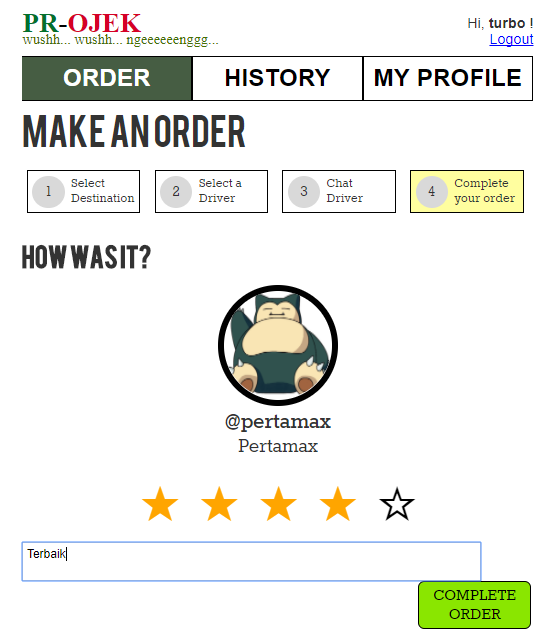 PR-OJEK
wushh... wushh... ngeeeeeenggg...
Hi, turbo !
Logout
ORDER
HISTORY
MY PROFILE
MAKE AN ORDER
1
Select
Destination
2
Select a
Driver
3
Chat
Driver
4
Complete
your order
HOW WAS IT?
@pertamax
Pertamax
Terbaik
COMPLETE
ORDER